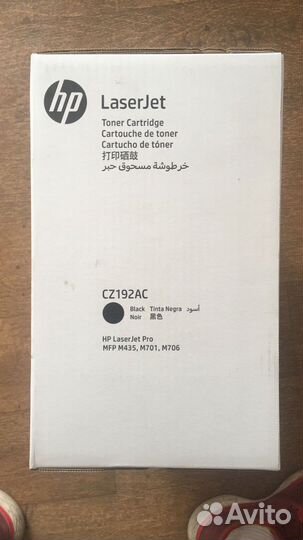 hp
LaserJet
Toner Cartridge
Cartouche de toner
Cartucho de tóner
打印硒鼓
خرطوشة مسحوق حبر
CZ192AC
Black Tinta Negra أسود
Noir 黑色
HP LaserJet Pro
MFP M435, M701, M706
Avito